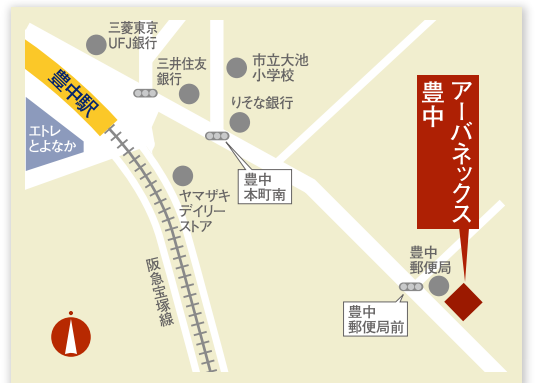 三菱東京
UFJ銀行
三井住友
銀行
市立大池
小学校
りそな銀行
豊中駅
エトレ
とよなか
豊中
本町南
ヤマザキ
デイリー
ストア
阪急宝塚線
アーバネックス
豊中
豊中
郵便局
豊中
郵便局前